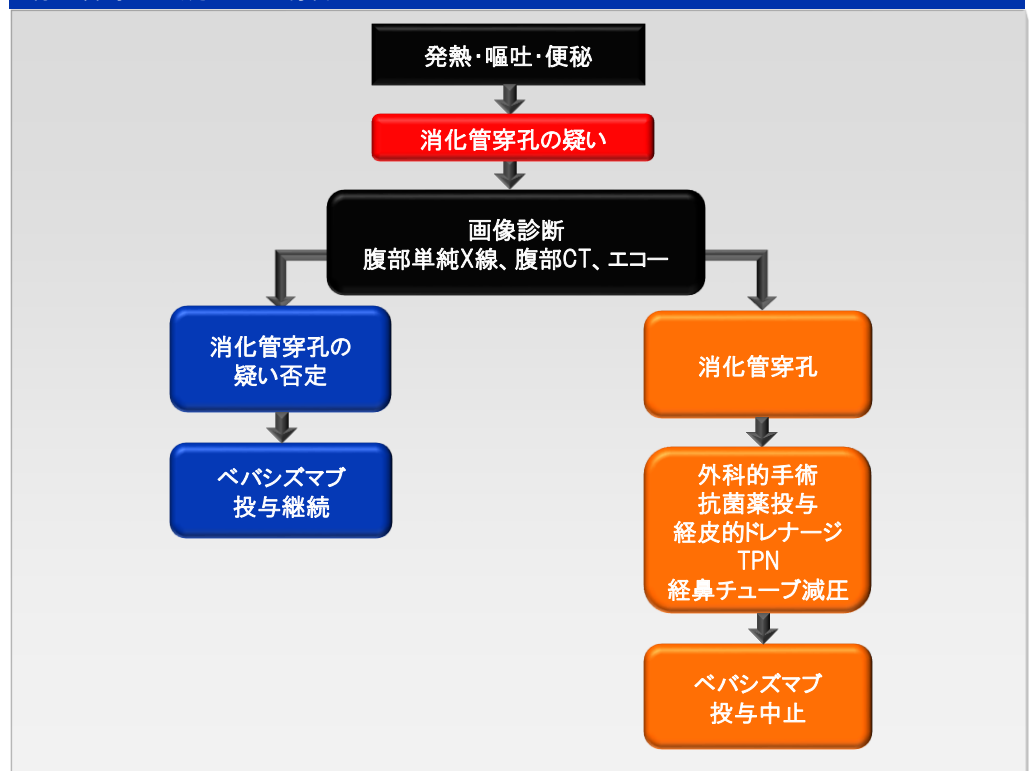 発熱・嘔吐・便秘
消化管穿孔の疑い
画像診断
腹部単純X線、腹部CT、エコー
消化管穿孔の
疑い否定
消化管穿孔
ベバシズマブ
投与継続
外科的手術
抗菌薬投与
経皮的ドレナージ
TPN
経鼻チューブ減圧
ベバシズマブ
投与中止